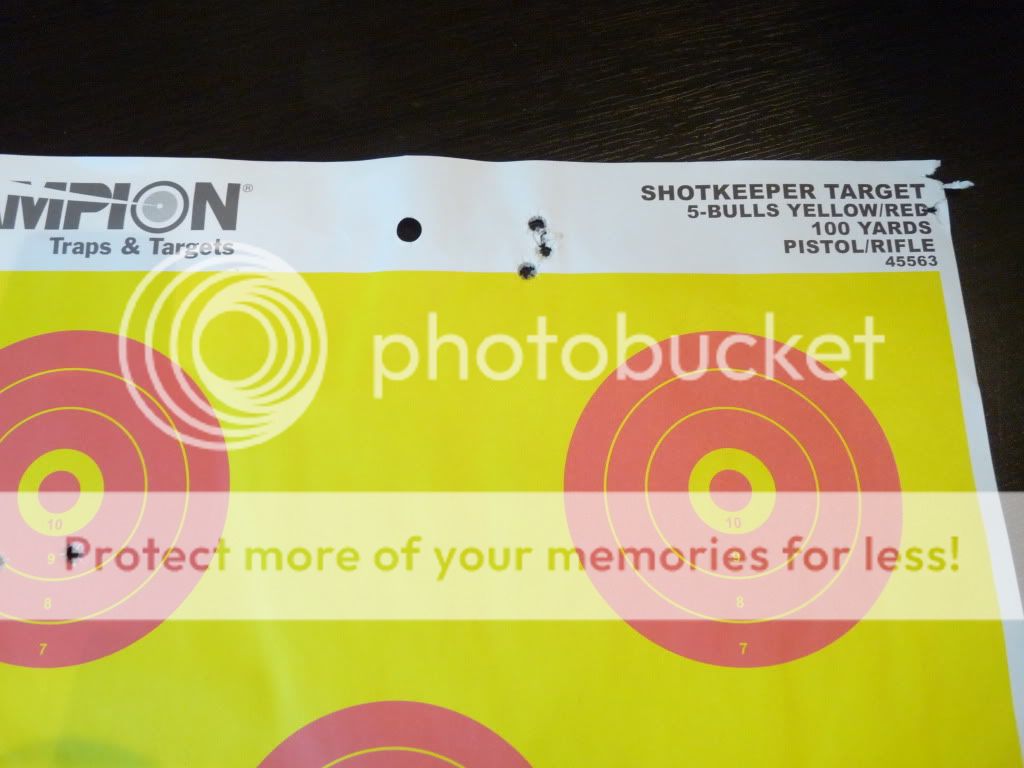 MPION®
Traps & Targets
SHOTKEEPER TARGET
5-BULLS YELLOW/RED
100 YARDS
PISTOL/RIFLE
45563
photobucket
10
9
8
7
10
9
8
7
Protect more of your memories for less!